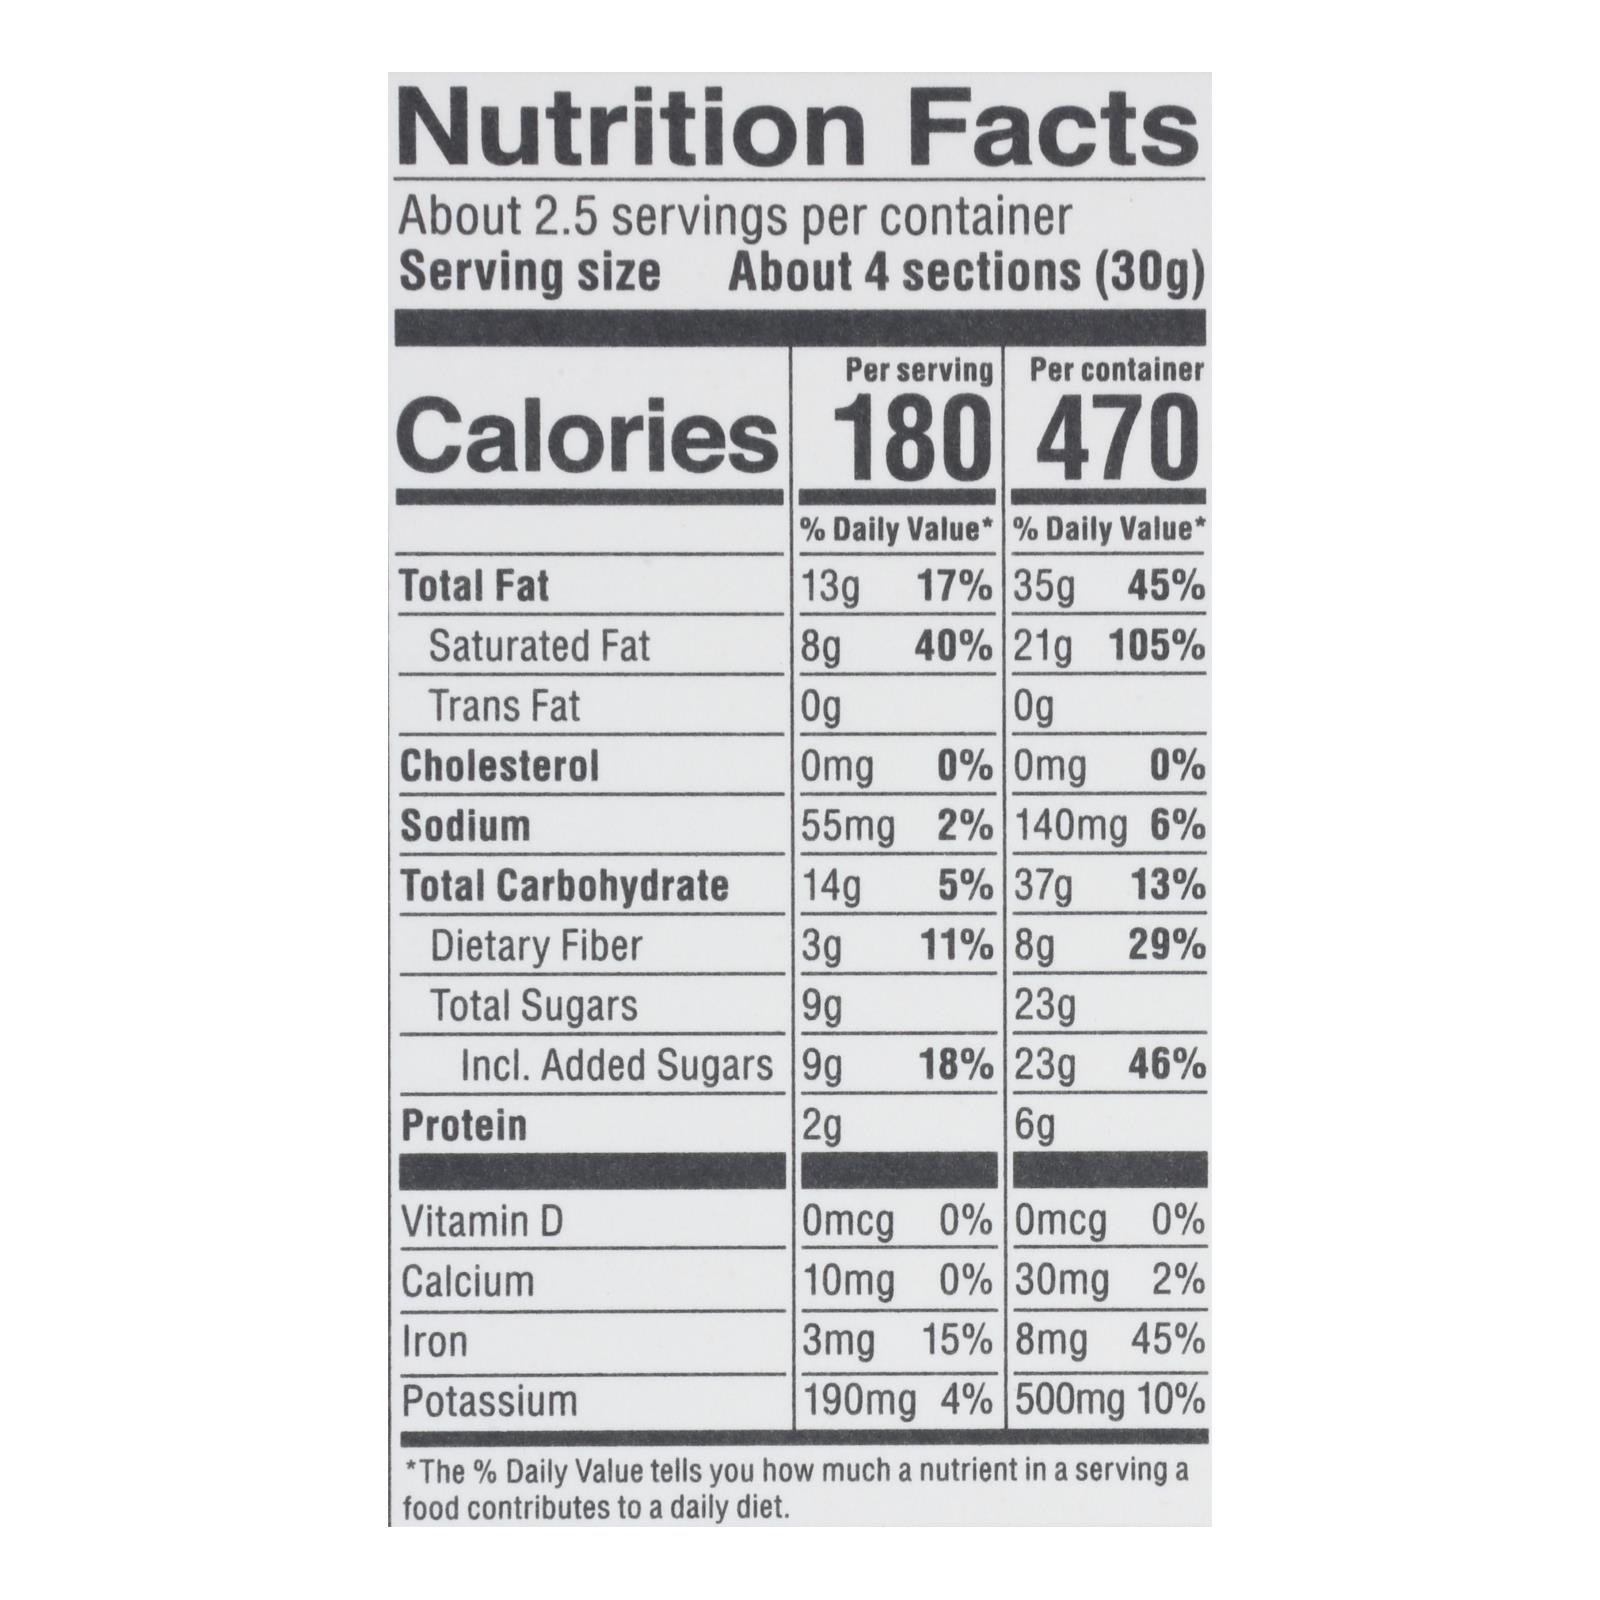 Nutrition Facts
About 2.5 servings per container
Serving size About 4 sections (30g)
Per serving Per container
Calories 180 470
% Daily Value* % Daily Value*
Total Fat 13g 17% 35g 45%
Saturated Fat 8g 40% 21g 105%
Trans Fat 0g 0g
Cholesterol 0mg 0% 0mg 0%
Sodium 55mg 2% 140mg 6%
Total Carbohydrate 14g 5% 37g 13%
Dietary Fiber 3g 11% 8g 29%
Total Sugars 9g 23g
Incl. Added Sugars 9g 18% 23g 46%
Protein 2g 6g
Vitamin D 0mcg 0% 0mcg 0%
Calcium 10mg 0% 30mg 2%
Iron 3mg 15% 8mg 45%
Potassium 190mg 4% 500mg 10%
*The % Daily Value tells you how much a nutrient in a serving a
food contributes to a daily diet.